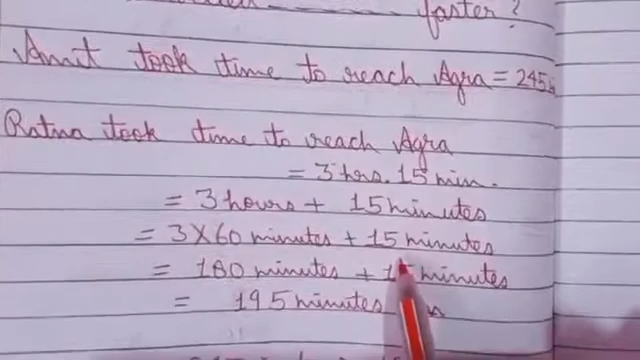 faster?
Amit took time to reach Agra = 245
Ratna took time to reach Agra
= 3 hrs. 15 min.
= 3 hours + 15 minutes
= 3 X 60 minutes + 15 minutes
= 180 minutes + minutes
= 195 minutes